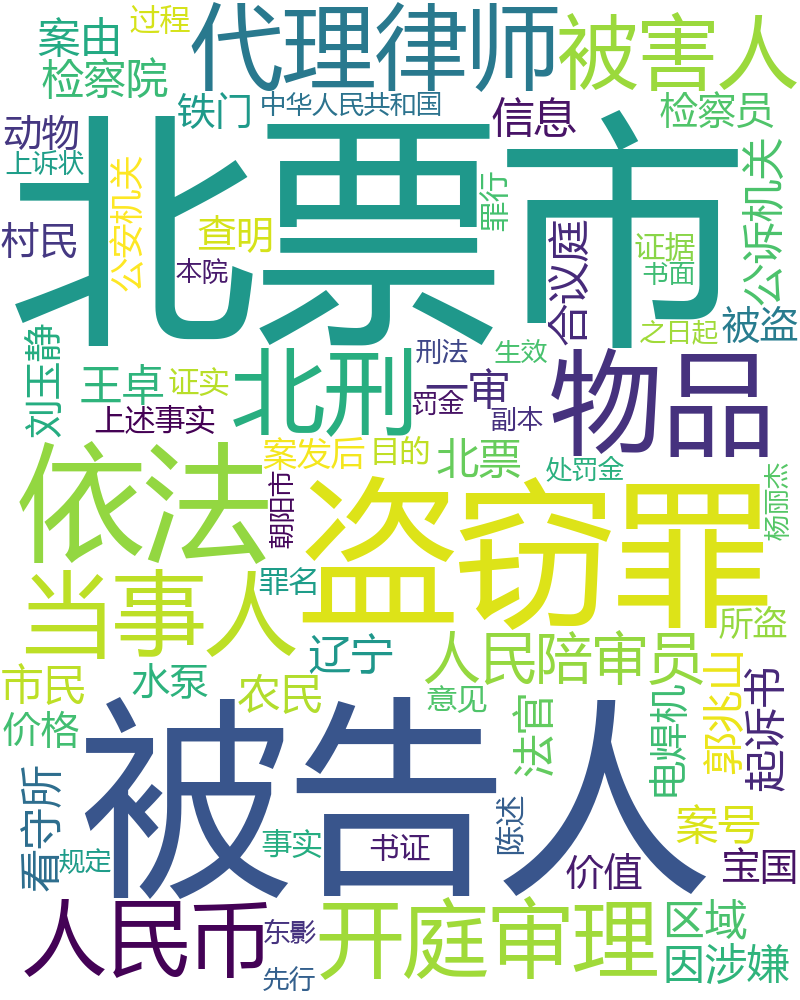 过程
案由
代理律师
被害人
检察院
铁门
中华人民共和国
信息
检察员
动物
上诉状
北票市
公安机关
罪行
公诉机关
村民
查明
本院
合议庭
证据
书面
之日起
被盗
刘玉静
王卓
证实
北刑
刑法
生效
一审
罚金
副本
物品
上述事实
依法
案发后
目的
北票
处罚金
朝阳市
杨丽杰
盗窃罪
当事人
罪名
所盗
辽宁
人民陪审员
市民
水泵
农民
意见
法官
电焊机
郭兆山
起诉书
价格
被告人
看守所
规定
事实
书证
陈述
案号
价值
宝国
人民币
东影
先行
开庭审理
区域
因涉嫌